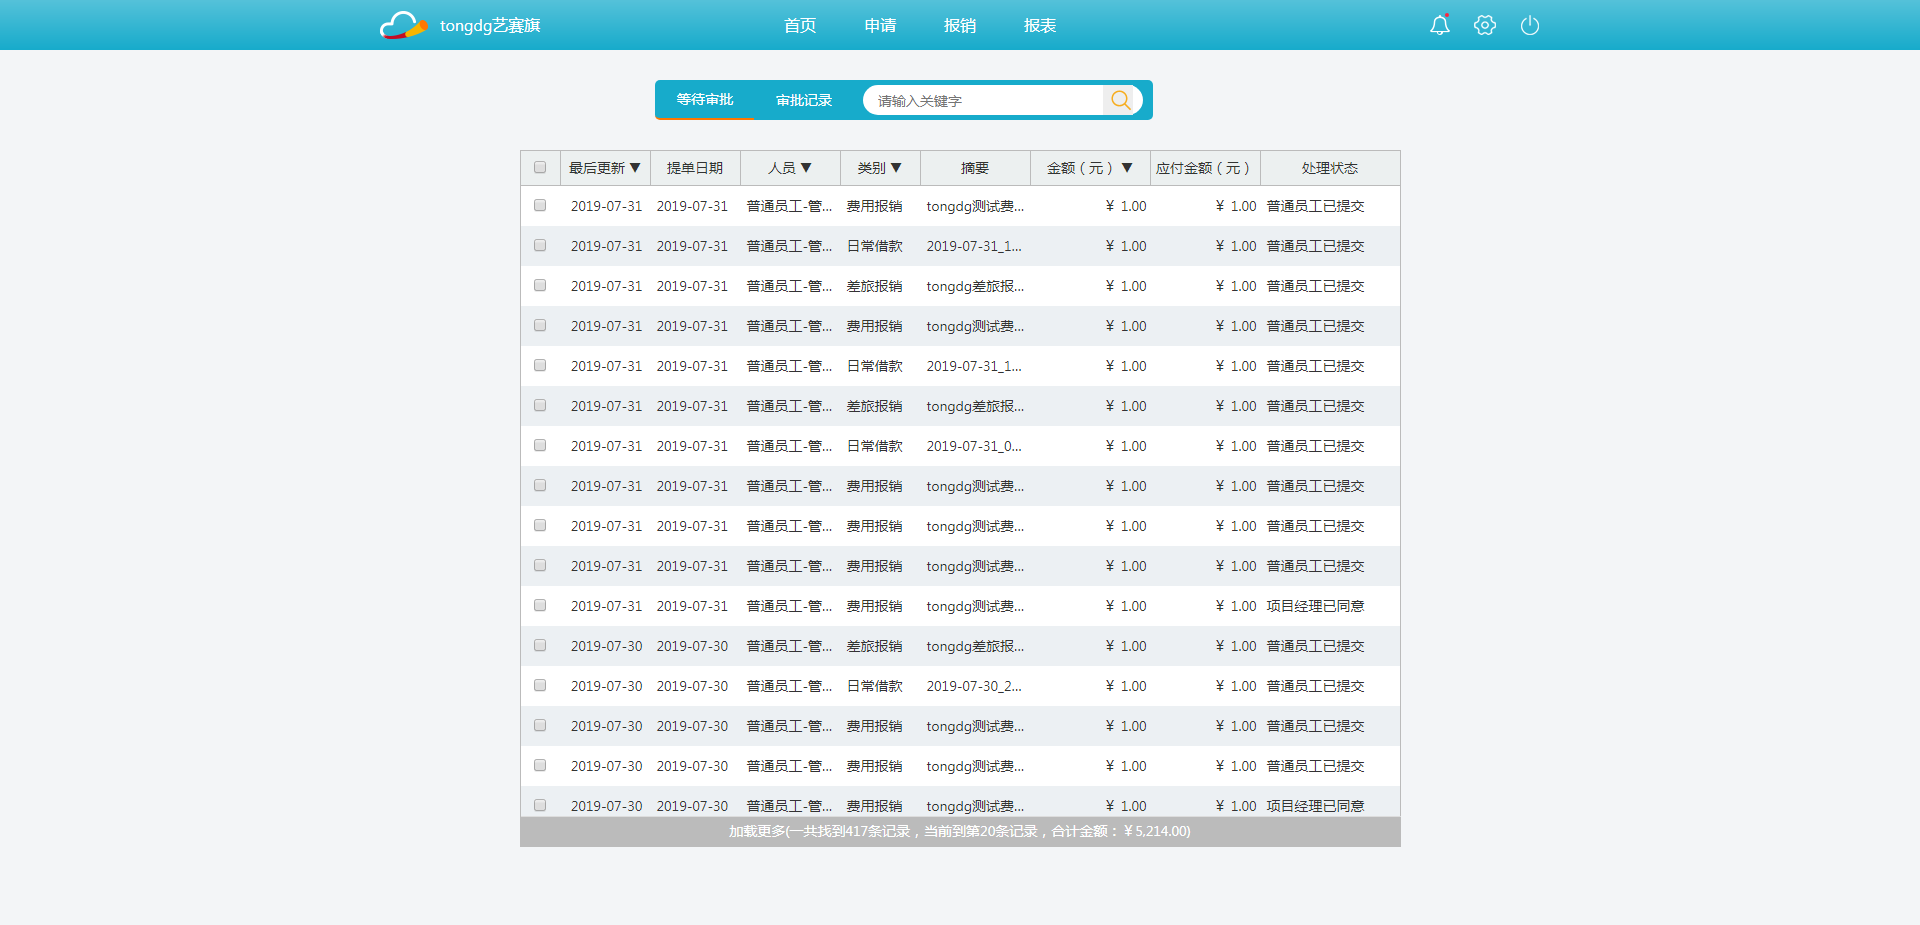 tongdg艺赛旗 首页 申请 报销 报表
等待审批 审批记录 请输入关键字
最后更新▼ 提单日期 人员▼ 类别▼ 摘要 金额（元）▼ 应付金额（元） 处理状态
2019-07-31 2019-07-31 普通员工-管... 费用报销 tongdg测试费... ¥ 1.00 ¥ 1.00 普通员工已提交
2019-07-31 2019-07-31 普通员工-管... 日常借款 2019-07-31_1... ¥ 1.00 ¥ 1.00 普通员工已提交
2019-07-31 2019-07-31 普通员工-管... 差旅报销 tongdg差旅报... ¥ 1.00 ¥ 1.00 普通员工已提交
2019-07-31 2019-07-31 普通员工-管... 费用报销 tongdg测试费... ¥ 1.00 ¥ 1.00 普通员工已提交
2019-07-31 2019-07-31 普通员工-管... 日常借款 2019-07-31_1... ¥ 1.00 ¥ 1.00 普通员工已提交
2019-07-31 2019-07-31 普通员工-管... 差旅报销 tongdg差旅报... ¥ 1.00 ¥ 1.00 普通员工已提交
2019-07-31 2019-07-31 普通员工-管... 日常借款 2019-07-31_0... ¥ 1.00 ¥ 1.00 普通员工已提交
2019-07-31 2019-07-31 普通员工-管... 费用报销 tongdg测试费... ¥ 1.00 ¥ 1.00 普通员工已提交
2019-07-31 2019-07-31 普通员工-管... 费用报销 tongdg测试费... ¥ 1.00 ¥ 1.00 普通员工已提交
2019-07-31 2019-07-31 普通员工-管... 费用报销 tongdg测试费... ¥ 1.00 ¥ 1.00 普通员工已提交
2019-07-31 2019-07-31 普通员工-管... 费用报销 tongdg测试费... ¥ 1.00 ¥ 1.00 项目经理已同意
2019-07-30 2019-07-30 普通员工-管... 差旅报销 tongdg差旅报... ¥ 1.00 ¥ 1.00 普通员工已提交
2019-07-30 2019-07-30 普通员工-管... 日常借款 2019-07-30_2... ¥ 1.00 ¥ 1.00 普通员工已提交
2019-07-30 2019-07-30 普通员工-管... 费用报销 tongdg测试费... ¥ 1.00 ¥ 1.00 普通员工已提交
2019-07-30 2019-07-30 普通员工-管... 费用报销 tongdg测试费... ¥ 1.00 ¥ 1.00 普通员工已提交
2019-07-30 2019-07-30 普通员工-管... 费用报销 tongdg测试费... ¥ 1.00 ¥ 1.00 项目经理已同意
加载更多(一共找到417条记录，当前到第20条记录，合计金额：¥5,214.00)